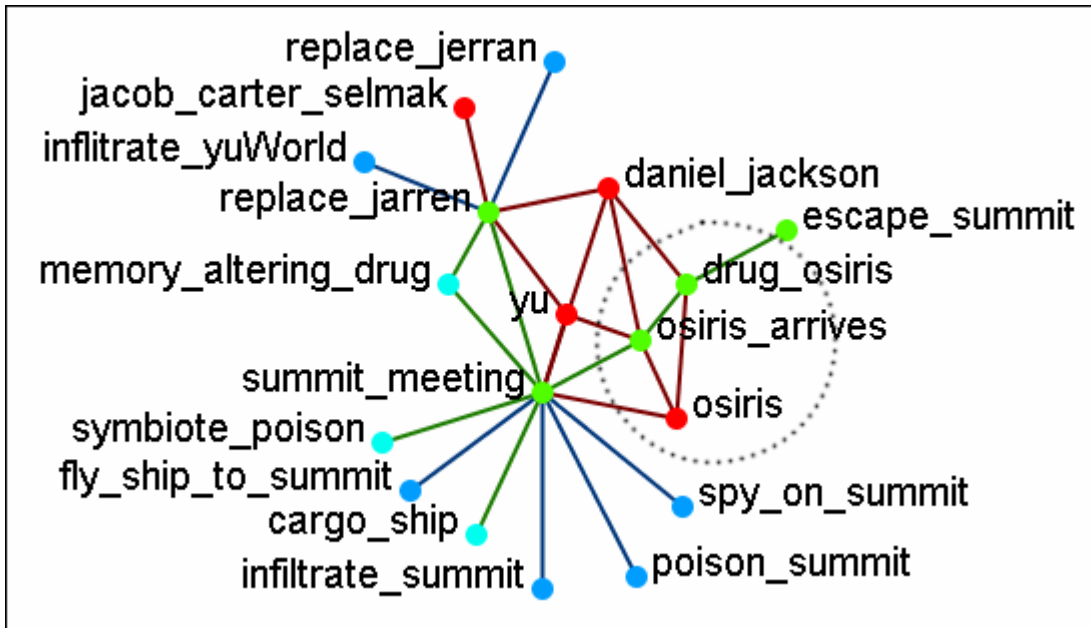 replace_jerran
jacob_carter_selmak
inflitrate_yuWorld
daniel_jackson
replace_jarren
escape_summit
memory_altering_drug
drug_osiris
yu
osiris_arrives
summit_meeting
osiris
symbiote_poison
fly_ship_to_summit
spy_on_summit
cargo_ship
infiltrate_summit
poison_summit